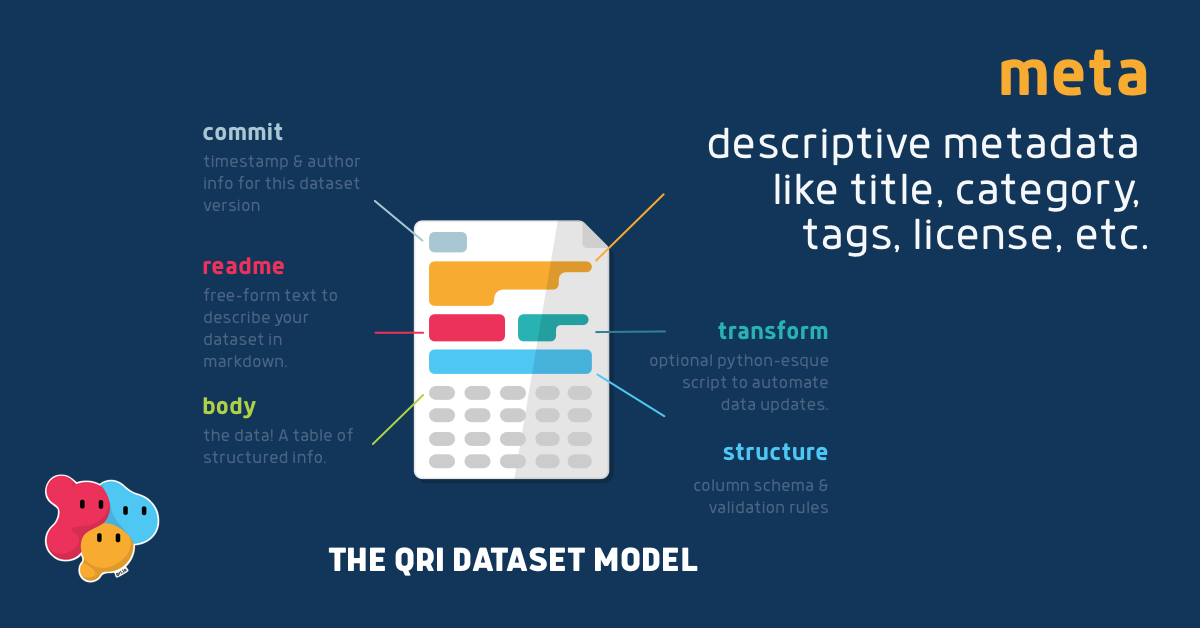 meta
descriptive metadata
like title, category,
tags, license, etc.
commit
timestamp & author
info for this dataset
version
readme
free-form text to
describe your
dataset in
markdown.
body
the data! A table of
structured info.
transform
optional python-esque
script to automate
data updates.
structure
column schema &
validation rules
THE QRI DATASET MODEL